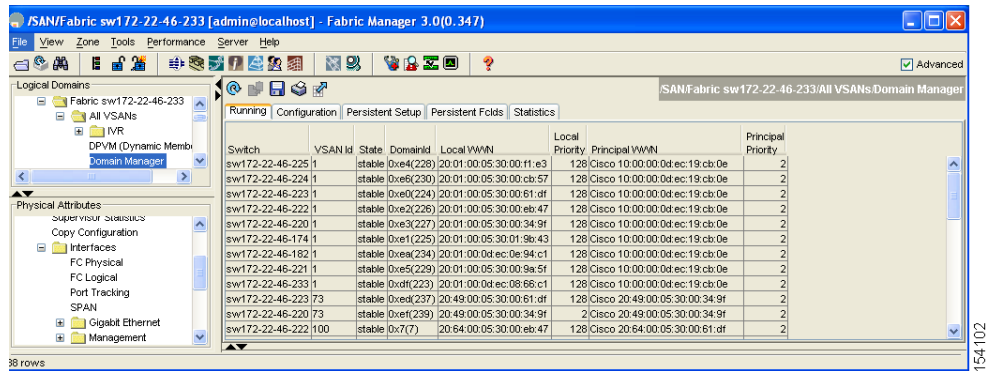 /SAN/Fabric sw172-22-46-233 [admin@localhost] - Fabric Manager 3.0(0.347)
File View Zone Tools Performance Server Help
Advanced
Logical Domains
Fabric sw172-22-46-233
All VSANs
IVR
DPVM (Dynamic Memb
Domain Manager
Physical Attributes
Supervisor Statistics
Copy Configuration
Interfaces
FC Physical
FC Logical
Port Tracking
SPAN
Gigabit Ethernet
Management
/SAN/Fabric sw172-22-46-233/All VSANs/Domain Manager
Running Configuration Persistent Setup Persistent FcIds Statistics
Switch VSAN Id State DomainId Local WWN Local Priority Principal WWN Principal Priority
sw172-22-46-225 1 stable 0xe4(228) 20:01:00:05:30:00:f1:e3 128 Cisco 10:00:00:0d:ec:19:cb:0e 2
sw172-22-46-224 1 stable 0xe6(230) 20:01:00:05:30:00:cb:57 128 Cisco 10:00:00:0d:ec:19:cb:0e 2
sw172-22-46-223 1 stable 0xe0(224) 20:01:00:05:30:00:61:df 128 Cisco 10:00:00:0d:ec:19:cb:0e 2
sw172-22-46-222 1 stable 0xe2(226) 20:01:00:05:30:00:eb:47 128 Cisco 10:00:00:0d:ec:19:cb:0e 2
sw172-22-46-220 1 stable 0xe3(227) 20:01:00:05:30:00:34:9f 128 Cisco 10:00:00:0d:ec:19:cb:0e 2
sw172-22-46-174 1 stable 0xe1(225) 20:01:00:05:30:01:9b:43 128 Cisco 10:00:00:0d:ec:19:cb:0e 2
sw172-22-46-182 1 stable 0xea(234) 20:01:00:0d:ec:0e:94:c1 128 Cisco 10:00:00:0d:ec:19:cb:0e 2
sw172-22-46-221 1 stable 0xe5(229) 20:01:00:05:30:00:9a:5f 128 Cisco 10:00:00:0d:ec:19:cb:0e 2
sw172-22-46-233 1 stable 0xdf(223) 20:01:00:0d:ec:08:66:c1 128 Cisco 10:00:00:0d:ec:19:cb:0e 2
sw172-22-46-223 73 stable 0xed(237) 20:49:00:05:30:00:61:df 128 Cisco 20:49:00:05:30:00:34:9f 2
sw172-22-46-220 73 stable 0xef(239) 20:49:00:05:30:00:34:9f 2 Cisco 20:49:00:05:30:00:34:9f 2
sw172-22-46-222 100 stable 0x7(7) 20:64:00:05:30:00:eb:47 128 Cisco 20:64:00:05:30:00:61:df 2
38 rows
154102